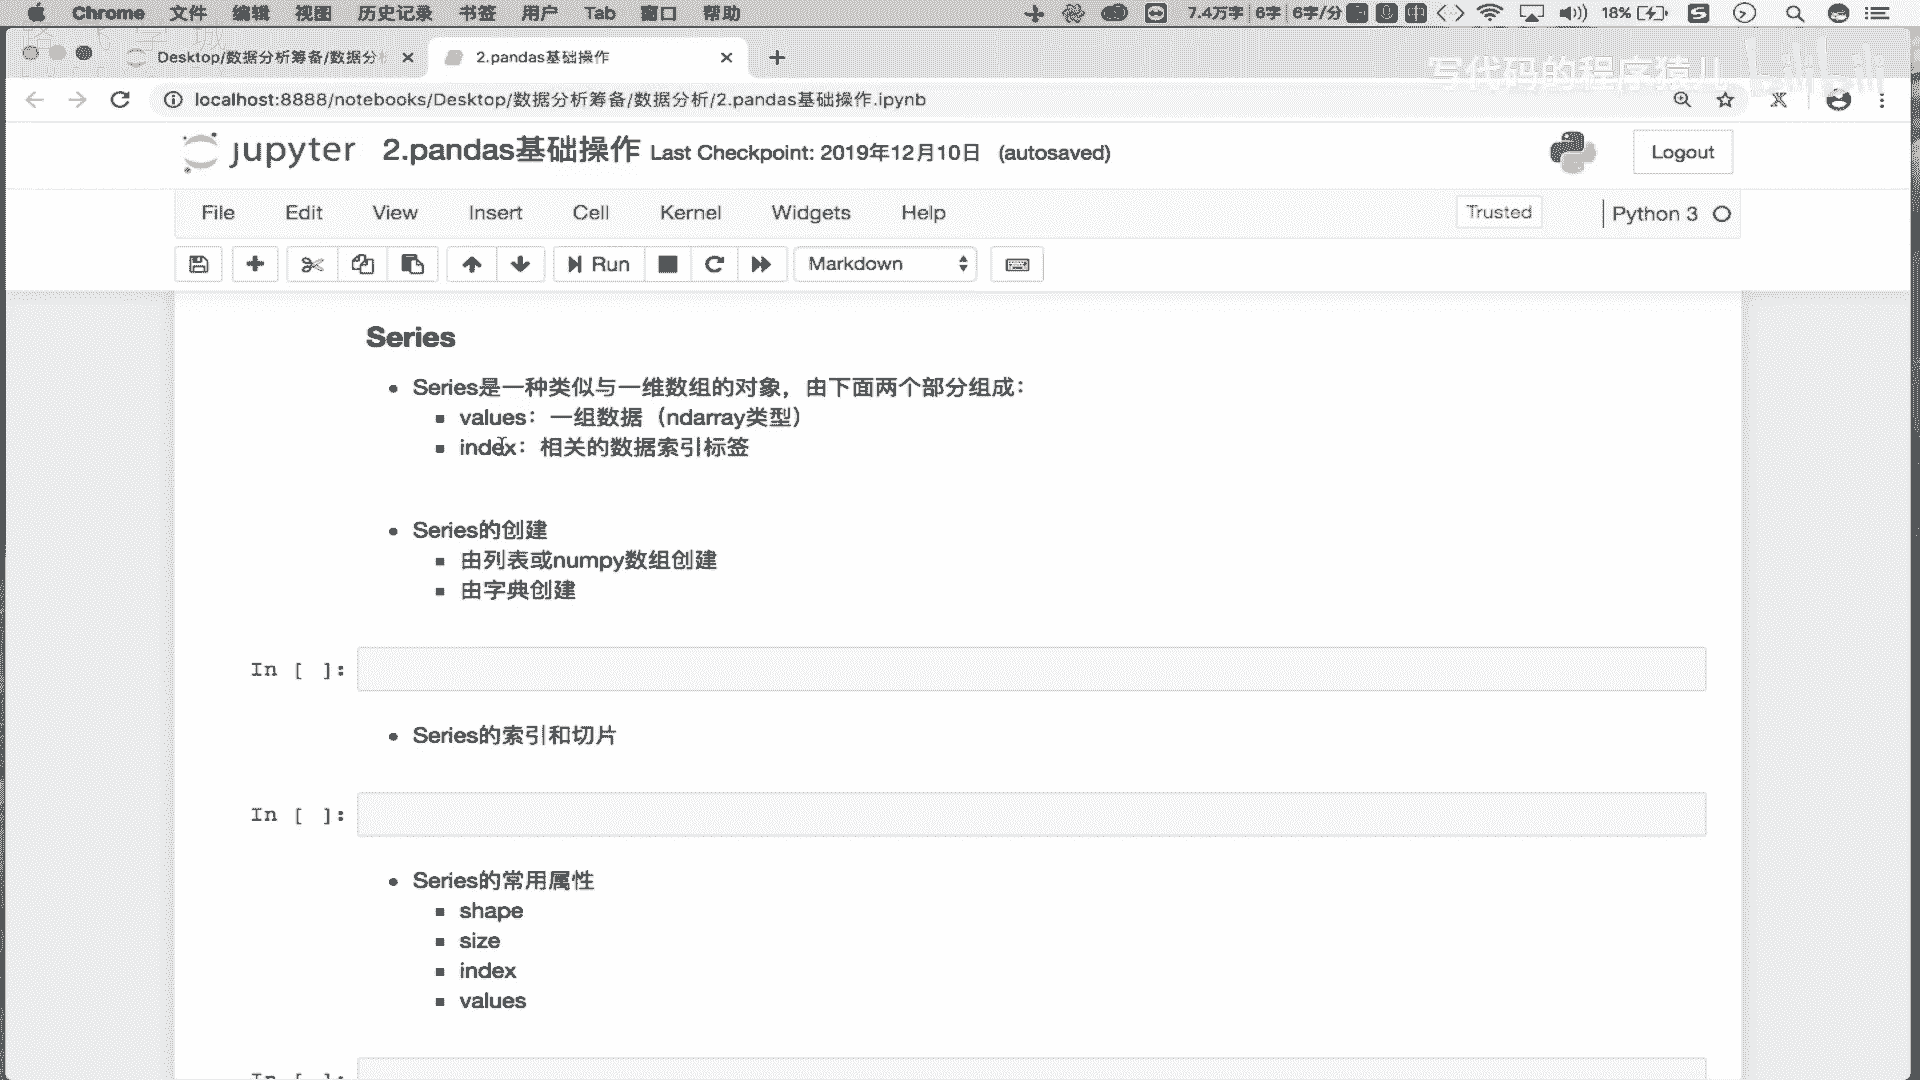 Chrome 文件 编辑 视图 历史记录 书签 用户 Tab 窗口 帮助 7.4万字 6字 6字/分 中 18%
Desktop/数据分析筹备/数据分析 2.pandas基础操作
写代码的程序猿儿 bilibili
localhost:8888/notebooks/Desktop/数据分析筹备/数据分析/2.pandas基础操作.ipynb
jupyter 2.pandas基础操作 Last Checkpoint: 2019年12月10日 (autosaved) Logout
File Edit View Insert Cell Kernel Widgets Help Trusted Python 3
Run Markdown
Series
Series是一种类似与一维数组的对象，由下面两个部分组成：
values：一组数据（ndarray类型）
index：相关的数据索引标签
Series的创建
由列表或numpy数组创建
由字典创建
In [ ]:
Series的索引和切片
In [ ]:
Series的常用属性
shape
size
index
values
In [ ]: